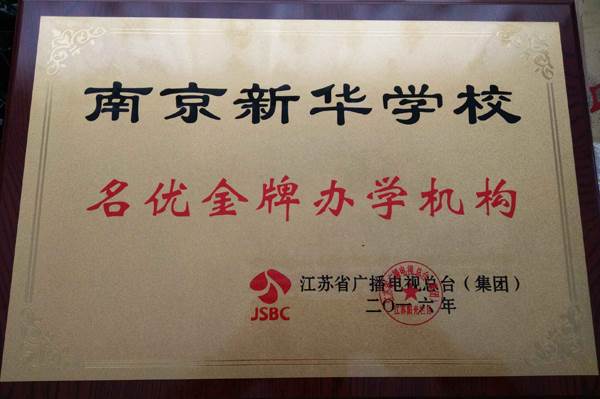 南京新华学校
名优金牌办学机构
JSBC
江苏省广播电视总台（集团）
二〇一六年